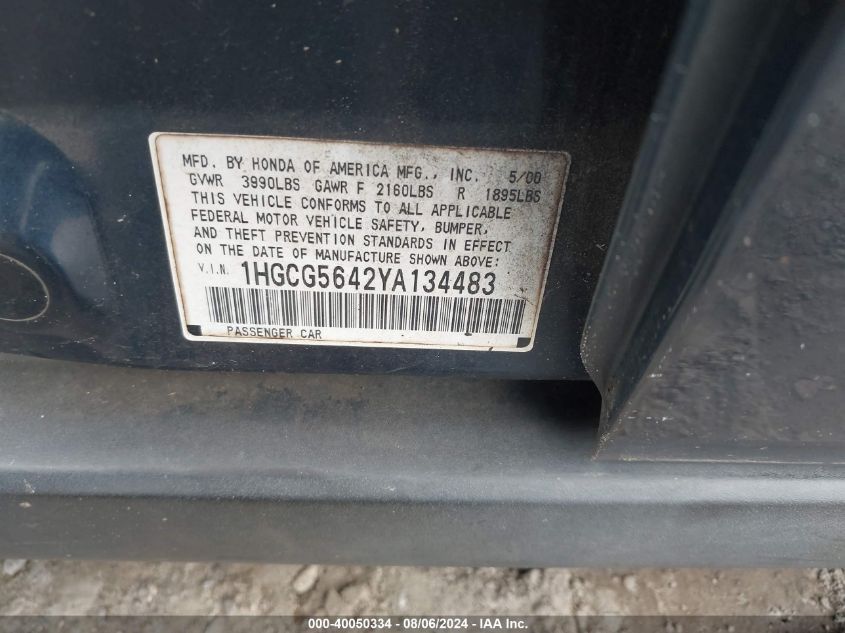 MFD. BY HONDA OF AMERICA MFG., INC. 5/00
GVWR 3990LBS GAWR F 2160LBS R 1895LBS
THIS VEHICLE CONFORMS TO ALL APPLICABLE
FEDERAL MOTOR VEHICLE SAFETY, BUMPER,
AND THEFT PREVENTION STANDARDS IN EFFECT
ON THE DATE OF MANUFACTURE SHOWN ABOVE:
V.I.N. 1HGCG5642YA134483
PASSENGER CAR
000-40050334 - 08/06/2024 - IAA Inc.